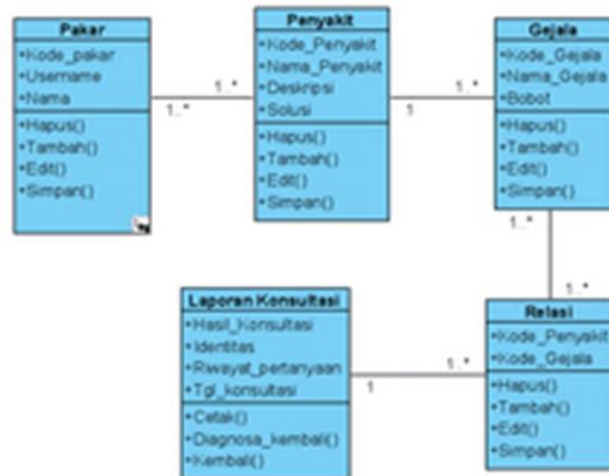 Pakar
+Kode_pakar
+Username
+Nama
+Hapus()
+Tambah()
+Edit()
+Simpan()
1..*
1..*
Penyakit
+Kode_Penyakit
+Nama_Penyakit
+Deskripsi
+Solusi
+Hapus()
+Tambah()
+Edit()
+Simpan()
1
1..*
Gejala
+Kode_Gejala
+Nama_Gejala
+Bobot
+Hapus()
+Tambah()
+Edit()
+Simpan()
1..*
1..*
Laporan Konsultasi
+Hasil_konsultasi
+Identitas
+Riwayat_pertanyaan
+Tgl_konsultasi
+Cetak()
+Diagnosa_kembali()
+Kembali()
1
1..*
Relasi
+Kode_Penyakit
+Kode_Gejala
+Hapus()
+Tambah()
+Edit()
+Simpan()